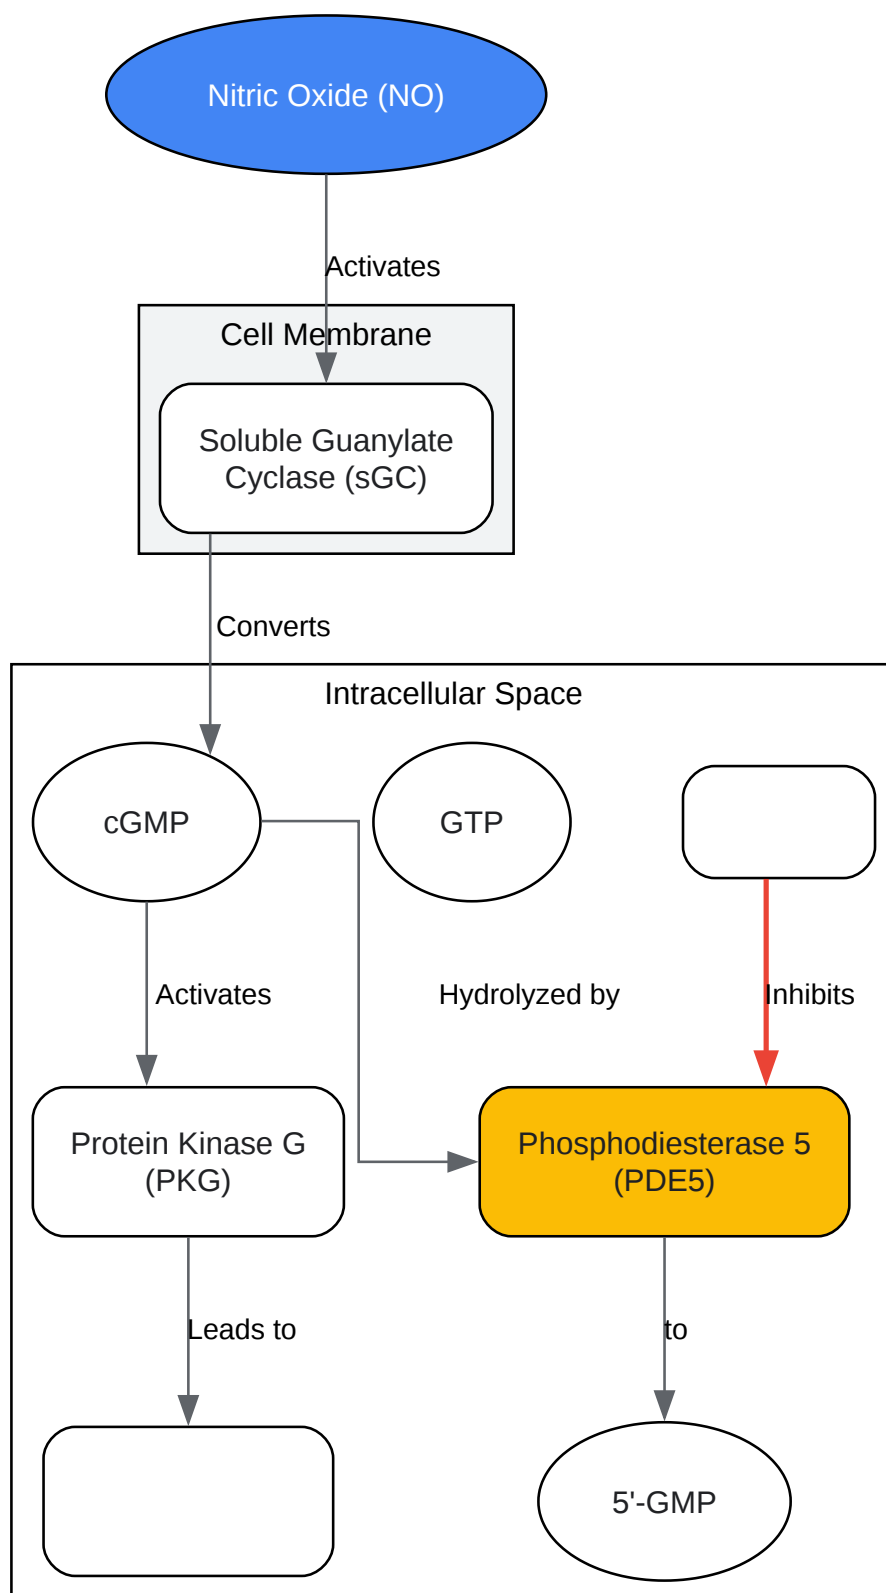 Nitric Oxide (NO)
Activates
Cell Membrane
Soluble Guanylate
Cyclase (sGC)
Converts
Intracellular Space
cGMP
GTP
Activates
Hydrolyzed by
Inhibits
Protein Kinase G
(PKG)
Phosphodiesterase 5
(PDE5)
Leads to
to
5'-GMP